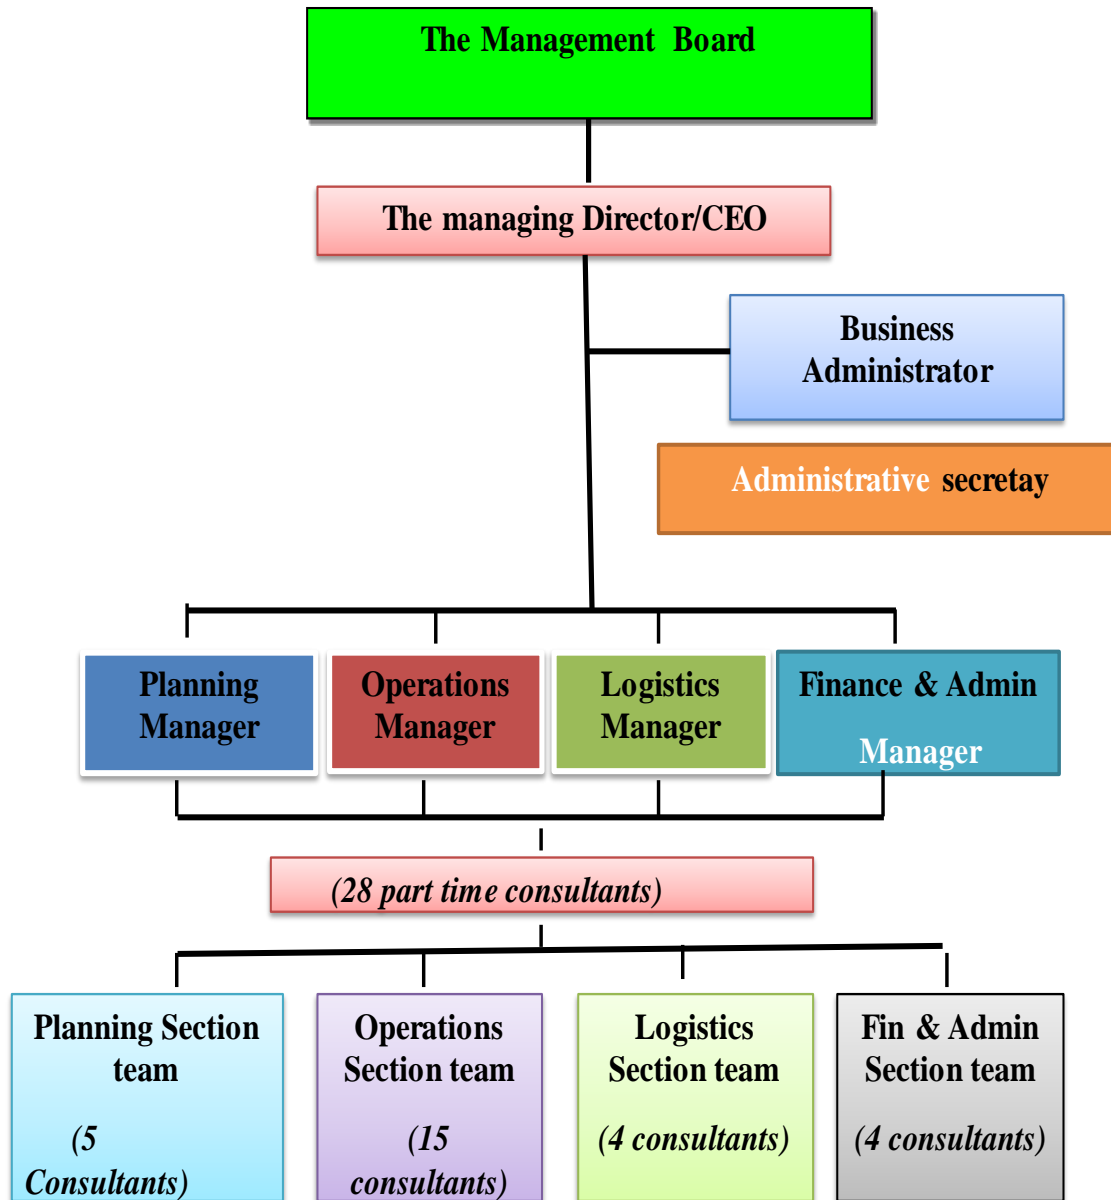 The Management Board
The managing Director/CEO
Business
Administrator
Administrative secretay
Planning
Manager
Operations
Manager
Logistics
Manager
Finance & Admin
Manager
(28 part time consultants)
Planning Section
team
(5
Consultants)
Operations
Section team
(15
consultants)
Logistics
Section team
(4 consultants)
Fin & Admin
Section team
(4 consultants)